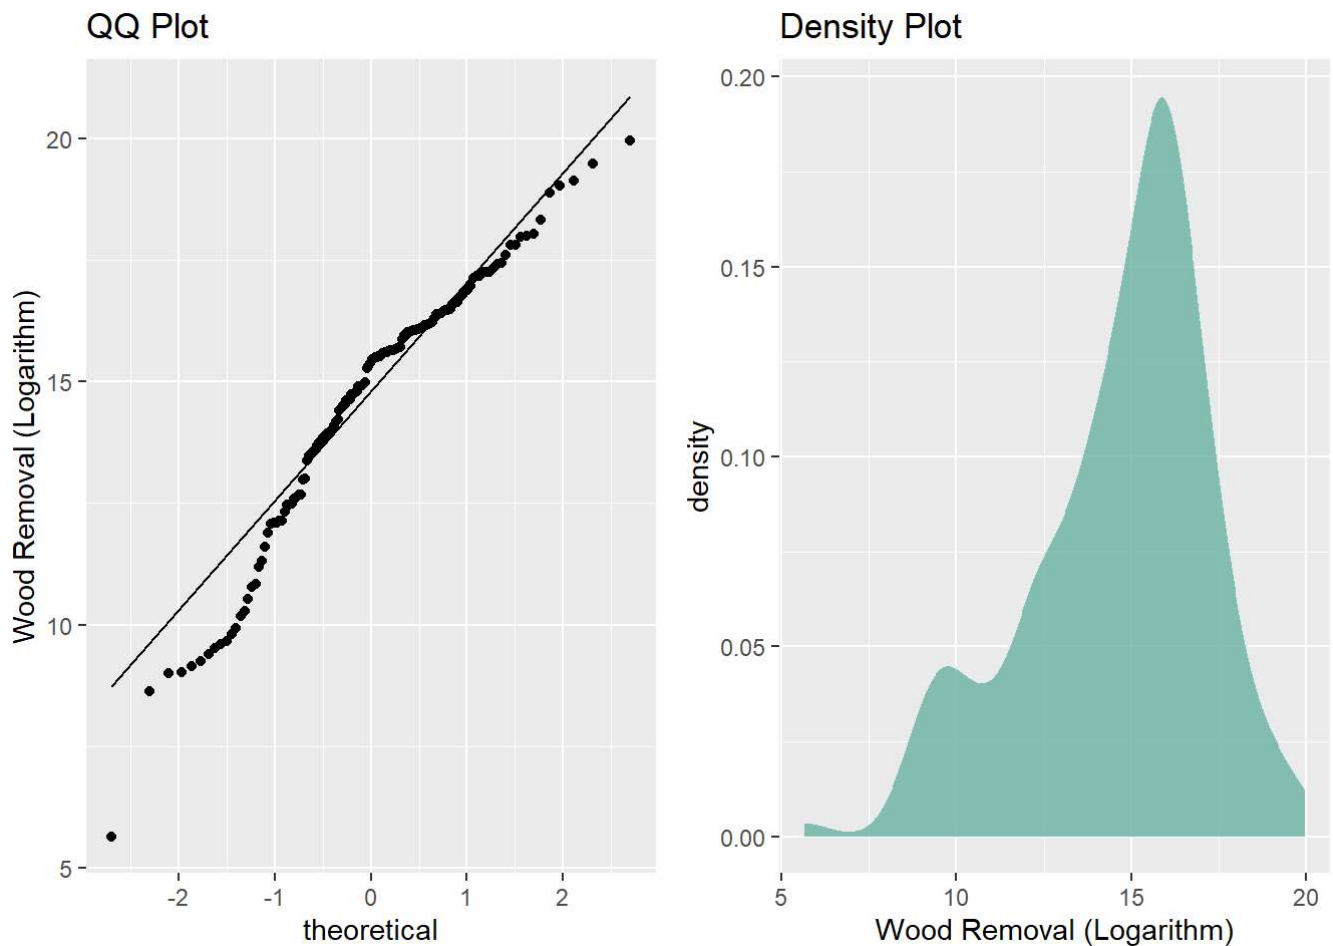 QQ Plot
Wood Removal (Logarithm)
20
15
10
5
-2 -1 0 1 2
theoretical
Density Plot
density
0.20
0.15
0.10
0.05
0.00
5 10 15 20
Wood Removal (Logarithm)